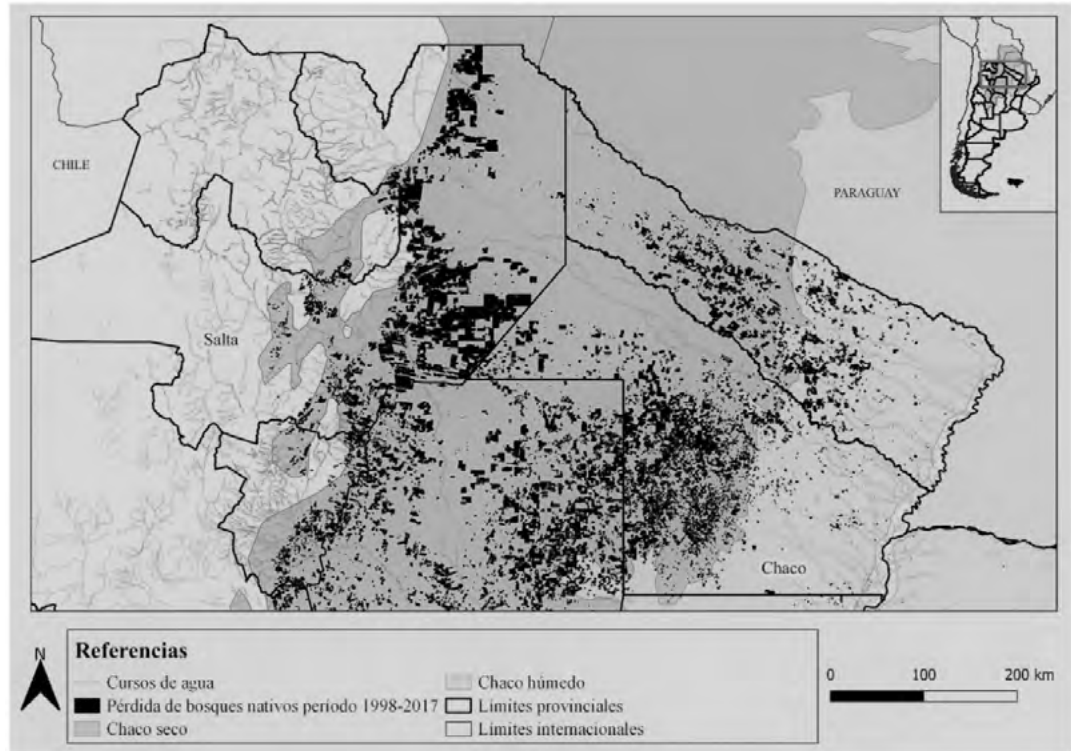 CHILE
PARAGUAY
Salta
Chaco
N
Referencias
Cursos de agua
Pérdida de bosques nativos período 1998-2017
Chaco seco
Chaco húmedo
Límites provinciales
Límites internacionales
0 100 200 km